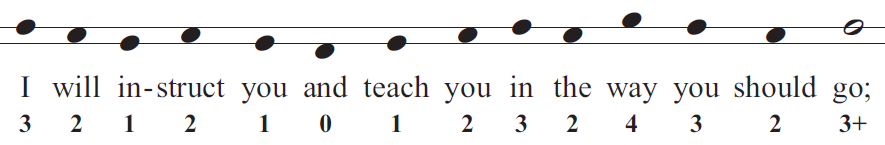 I will in-struct you and teach you in the way you should go;
3 2 1 2 1 0 1 2 3 2 4 3 2 3+